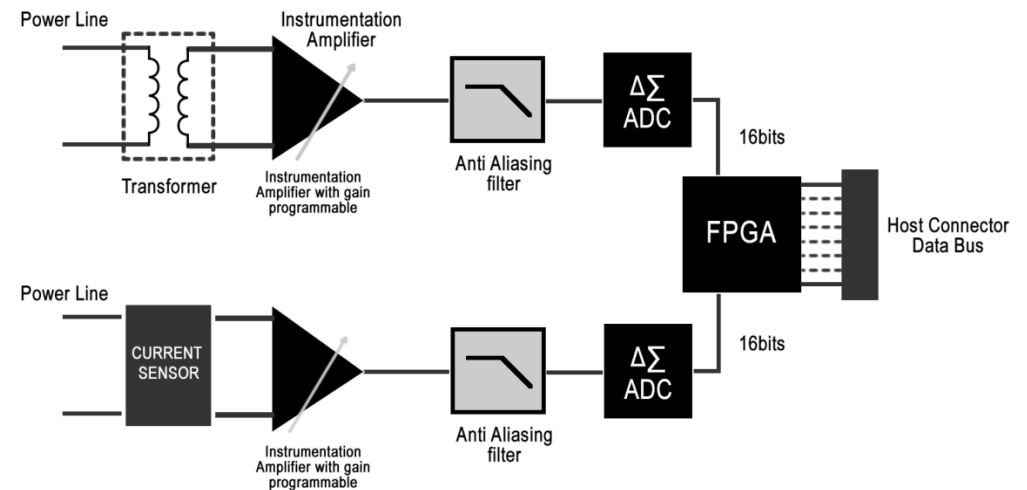 Power Line
Instrumentation
Amplifier
Transformer
Instrumentation
Amplifier with gain
programmable
Anti Aliasing
filter
ΔΣ
ADC
16bits
FPGA
Host Connector
Data Bus
Power Line
CURRENT
SENSOR
Instrumentation
Amplifier with gain
programmable
Anti Aliasing
filter
ΔΣ
ADC
16bits